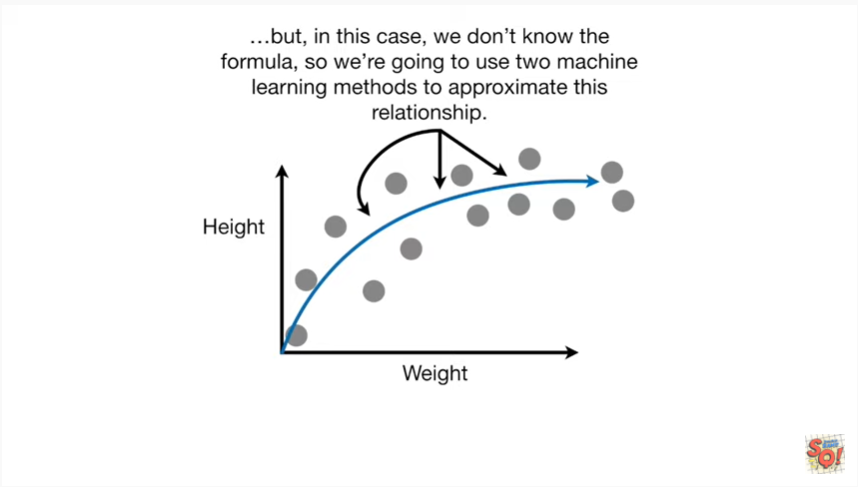 …but, in this case, we don’t know the
formula, so we’re going to use two machine
learning methods to approximate this
relationship.
Height
Weight
SQ!